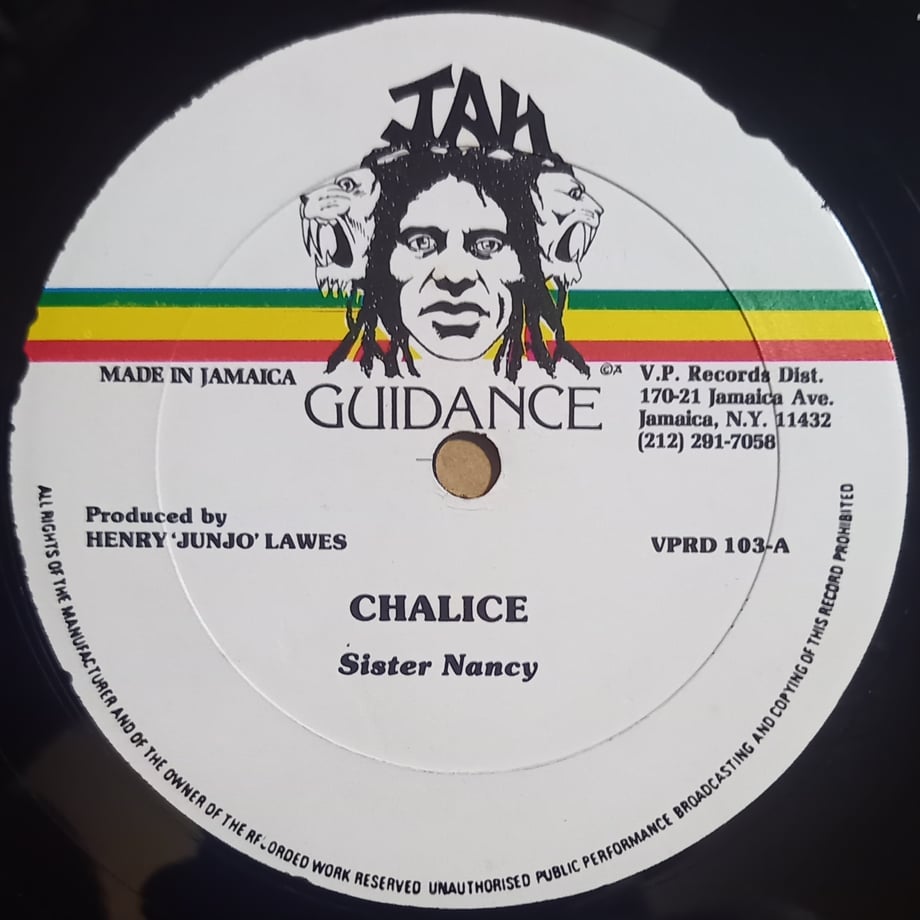 JAH
GUIDANCE
MADE IN JAMAICA
V.P. Records Dist.
170-21 Jamaica Ave.
Jamaica, N.Y. 11432
(212) 291-7058
Produced by
HENRY 'JUNJO' LAWES
VPRD 103-A
CHALICE
Sister Nancy
ALL RIGHTS OF THE MANUFACTURER AND OF THE OWNER OF THE RECORDED WORK RESERVED UNAUTHORISED PUBLIC PERFORMANCE BROADCASTING AND COPYING OF THIS RECORD PROHIBITED